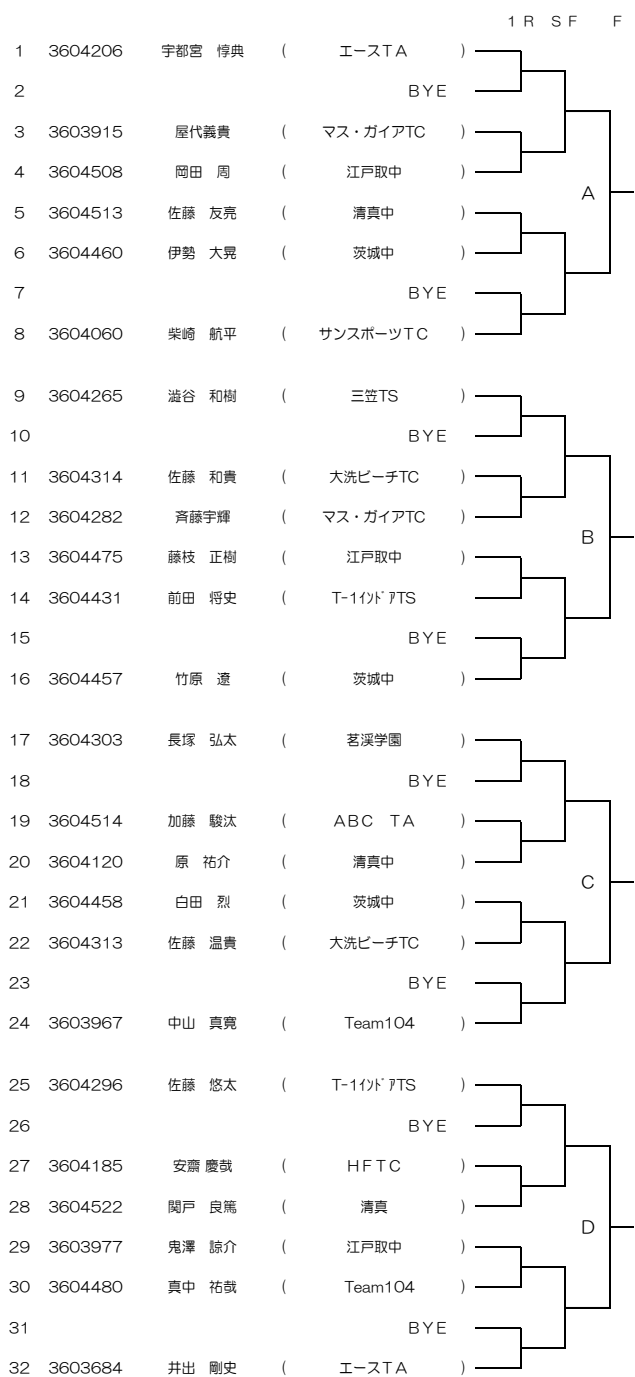 １Ｒ ＳＦ Ｆ
1 3604206 宇都宮 惇典 ( エースＴＡ )
2 ＢＹＥ
3 3603915 屋代義貴 ( マス・ガイアTC )
4 3604508 岡田 周 ( 江戸取中 )
A
5 3604513 佐藤 友亮 ( 清真中 )
6 3604460 伊勢 大晃 ( 茨城中 )
7 ＢＹＥ
8 3604060 柴崎 航平 ( サンスポーツＴＣ )
9 3604265 澁谷 和樹 ( 三笠TS )
10 ＢＹＥ
11 3604314 佐藤 和貴 ( 大洗ビーチTC )
12 3604282 斉藤宇輝 ( マス・ガイアTC )
B
13 3604475 藤枝 正樹 ( 江戸取中 )
14 3604431 前田 将史 ( T-1ｲﾝﾄﾞｱTS )
15 ＢＹＥ
16 3604457 竹原 遼 ( 茨城中 )
17 3604303 長塚 弘太 ( 茗溪学園 )
18 ＢＹＥ
19 3604514 加藤 駿汰 ( ＡＢＣ ＴＡ )
20 3604120 原 祐介 ( 清真中 )
C
21 3604458 白田 烈 ( 茨城中 )
22 3604313 佐藤 温貴 ( 大洗ビーチTC )
23 ＢＹＥ
24 3603967 中山 真寛 ( Team104 )
25 3604296 佐藤 悠太 ( T-1ｲﾝﾄﾞｱTS )
26 ＢＹＥ
27 3604185 安齋 慶哉 ( ＨＦＴＣ )
28 3604522 関戸 良篤 ( 清真 )
D
29 3603977 鬼澤 諒介 ( 江戸取中 )
30 3604480 真中 祐哉 ( Team104 )
31 ＢＹＥ
32 3603684 井出 剛史 ( エースＴＡ )